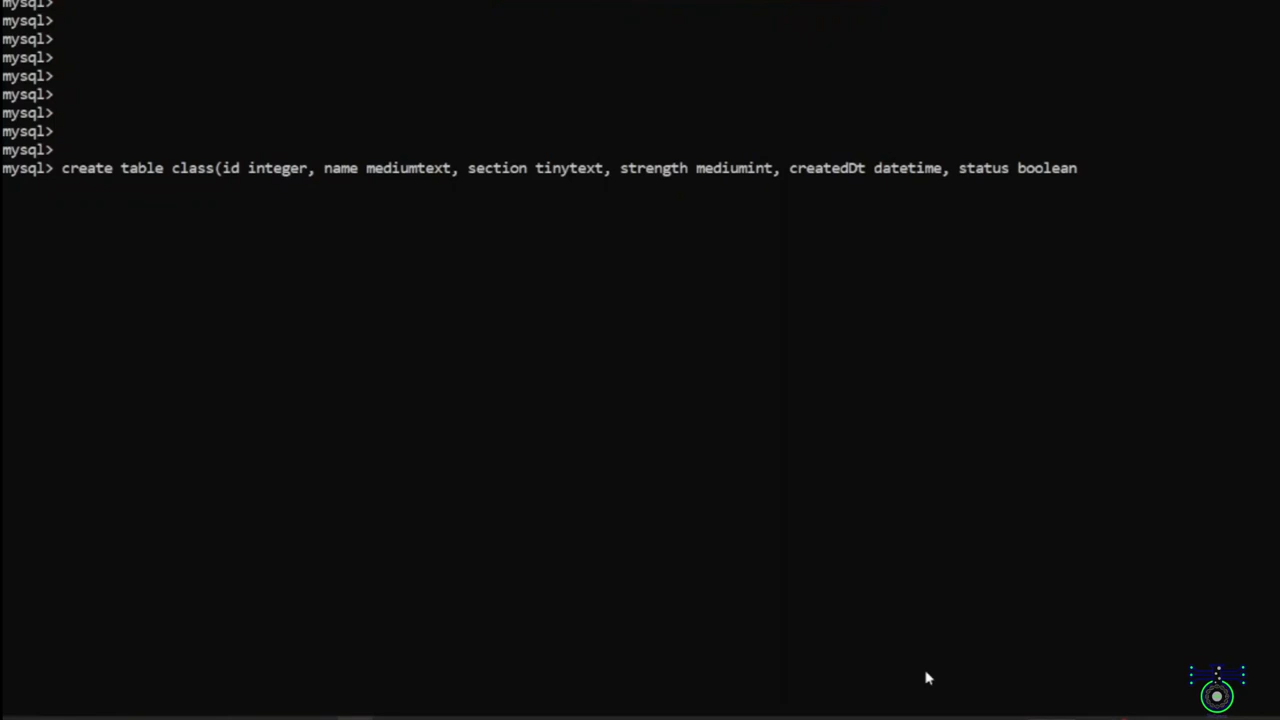 mysql>
mysql>
mysql>
mysql>
mysql>
mysql>
mysql>
mysql>
mysql>
mysql> create table class(id integer, name mediumtext, section tinytext, strength mediumint, createdDt datetime, status boolean